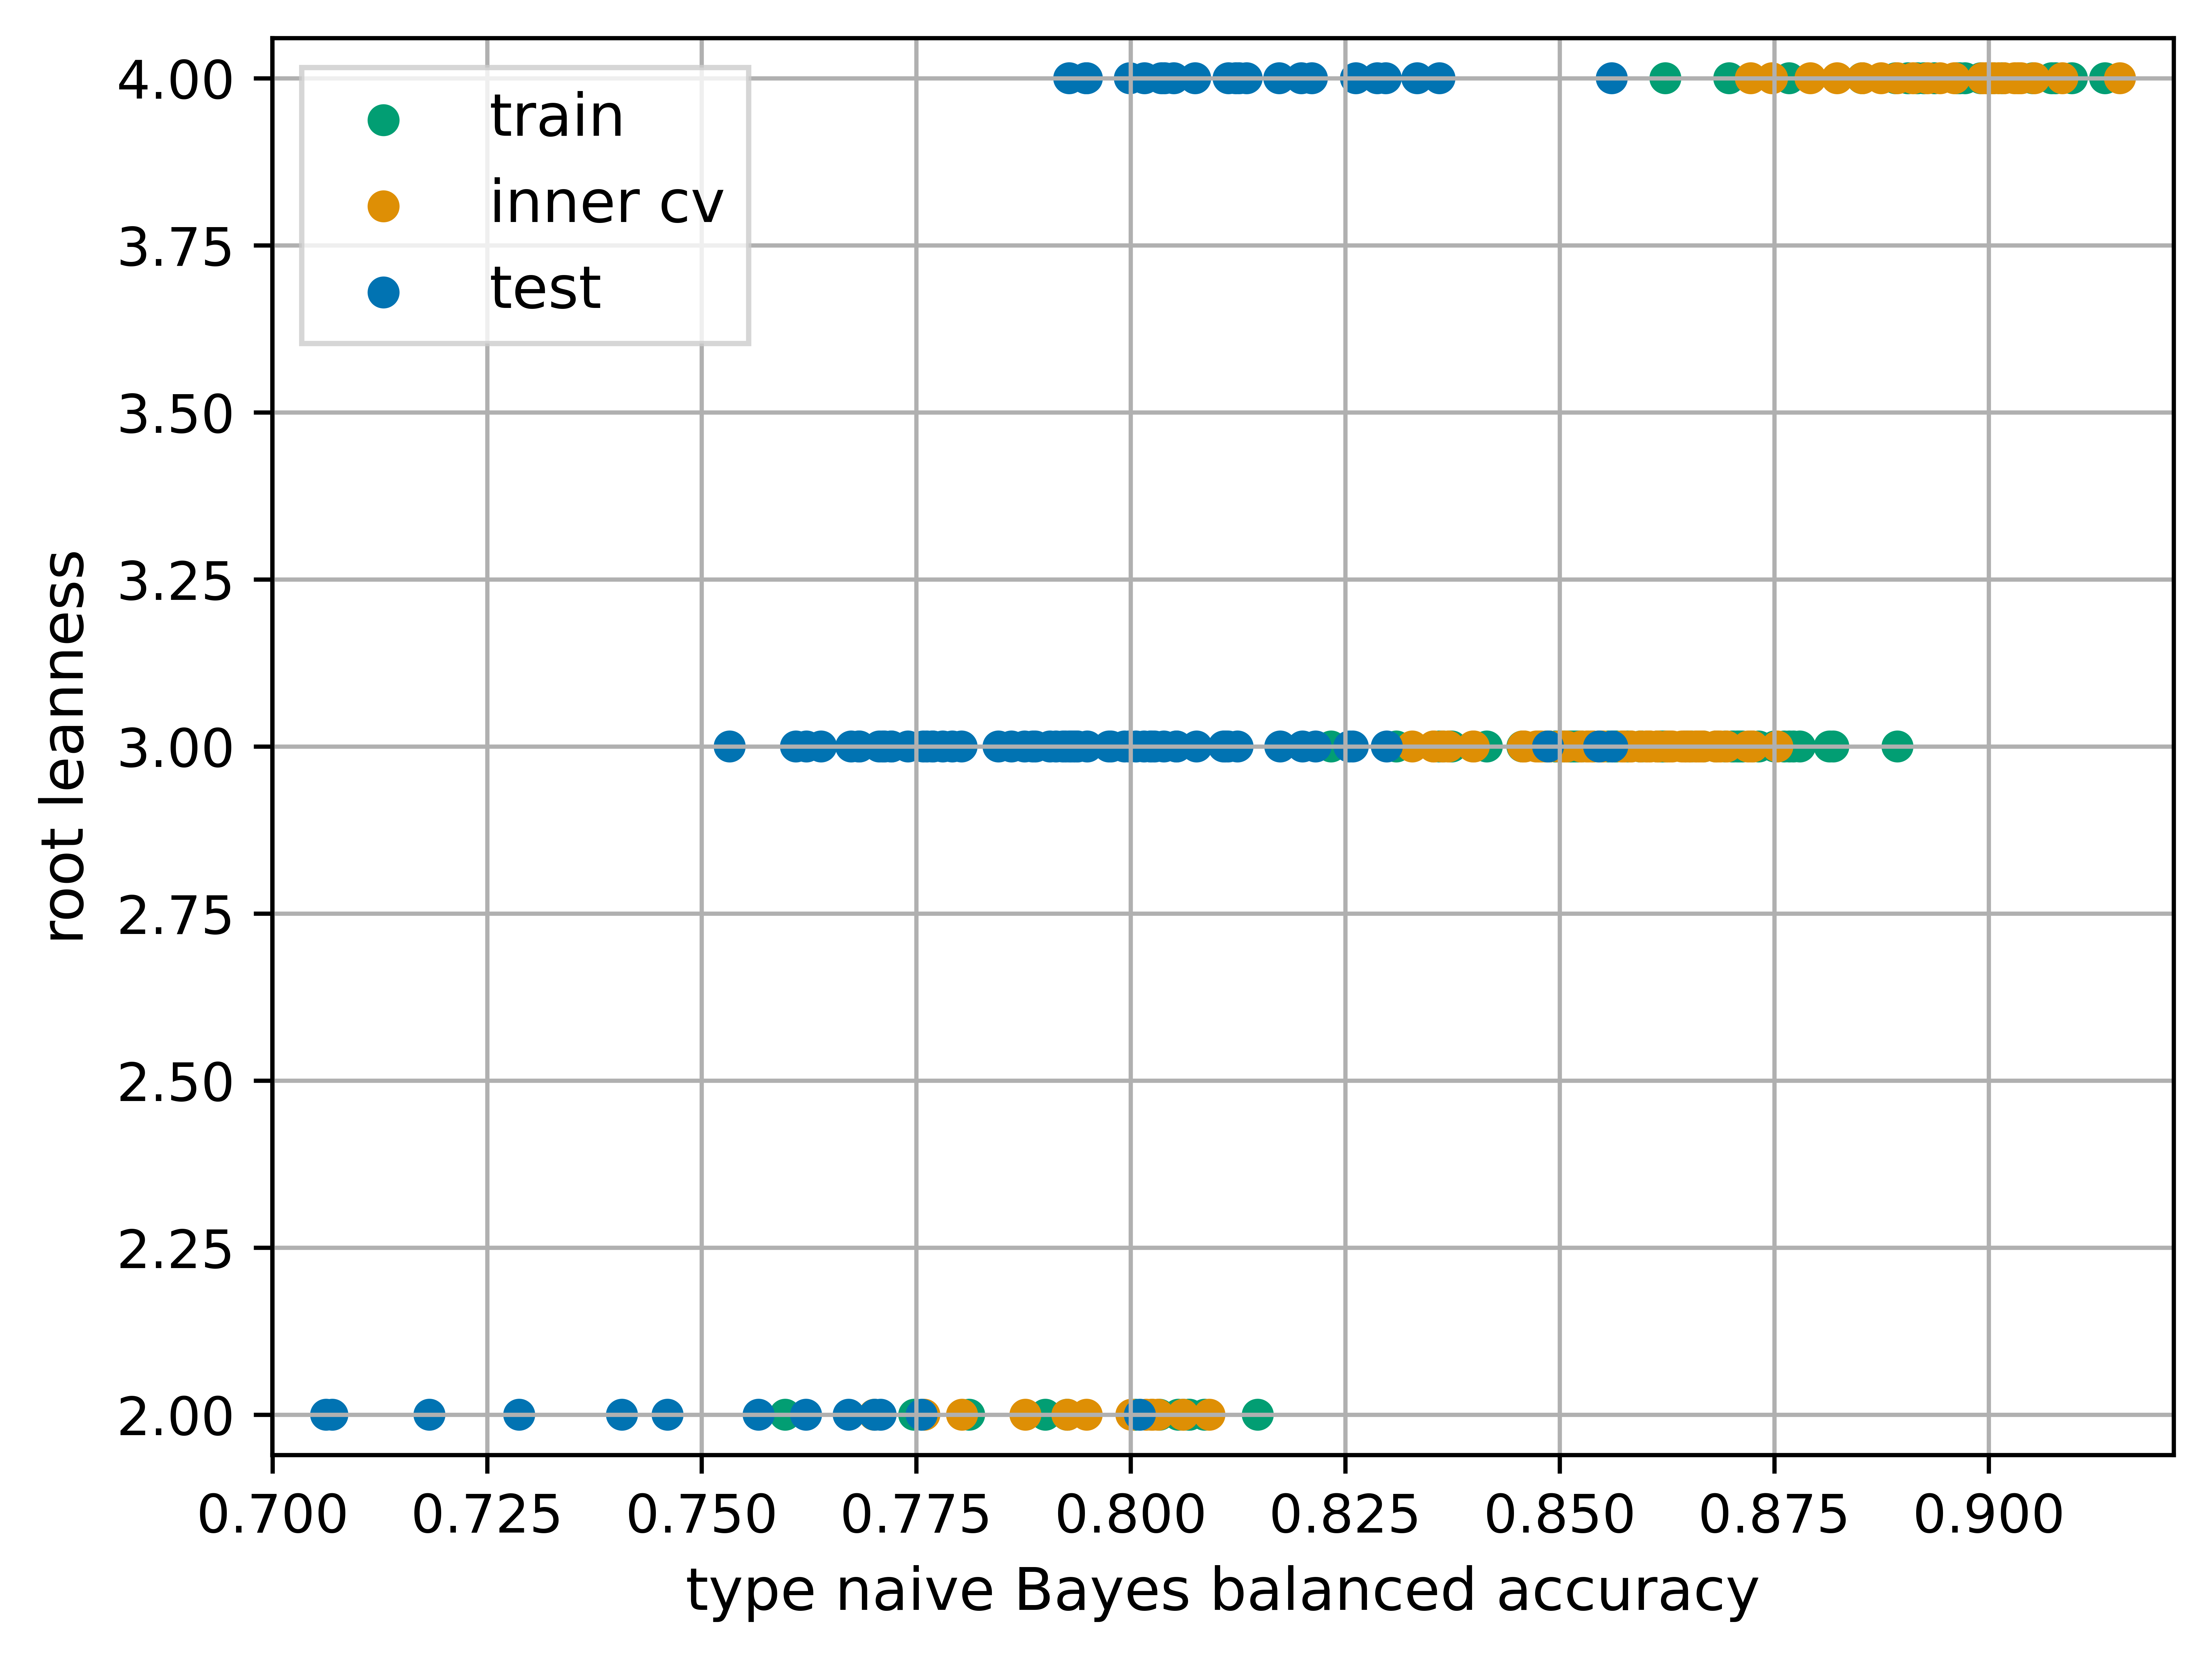 4.00
3.75
3.50
3.25
3.00
2.75
2.50
2.25
2.00
root leanness
train
inner cv
test
0.700 0.725 0.750 0.775 0.800 0.825 0.850 0.875 0.900
type naive Bayes balanced accuracy